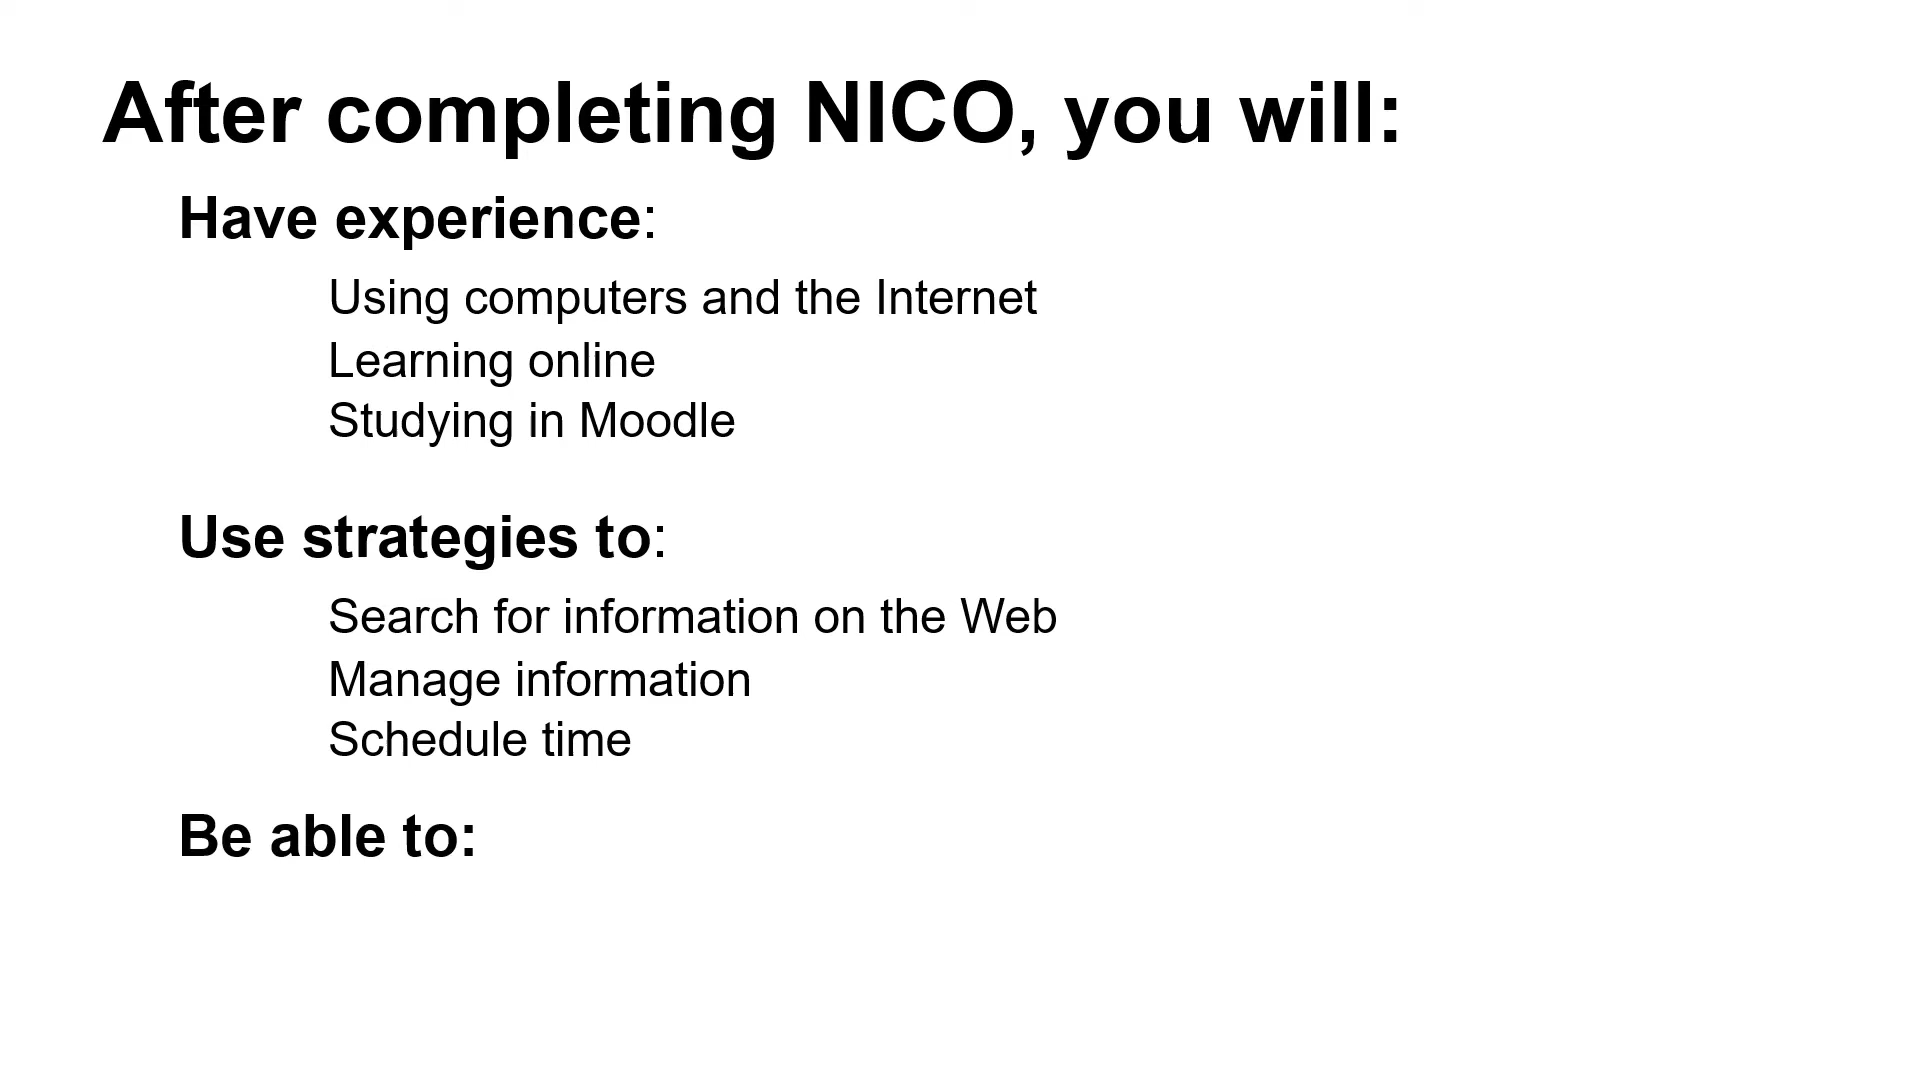 After completing NICO, you will:
Have experience:
Using computers and the Internet
Learning online
Studying in Moodle
Use strategies to:
Search for information on the Web
Manage information
Schedule time
Be able to: